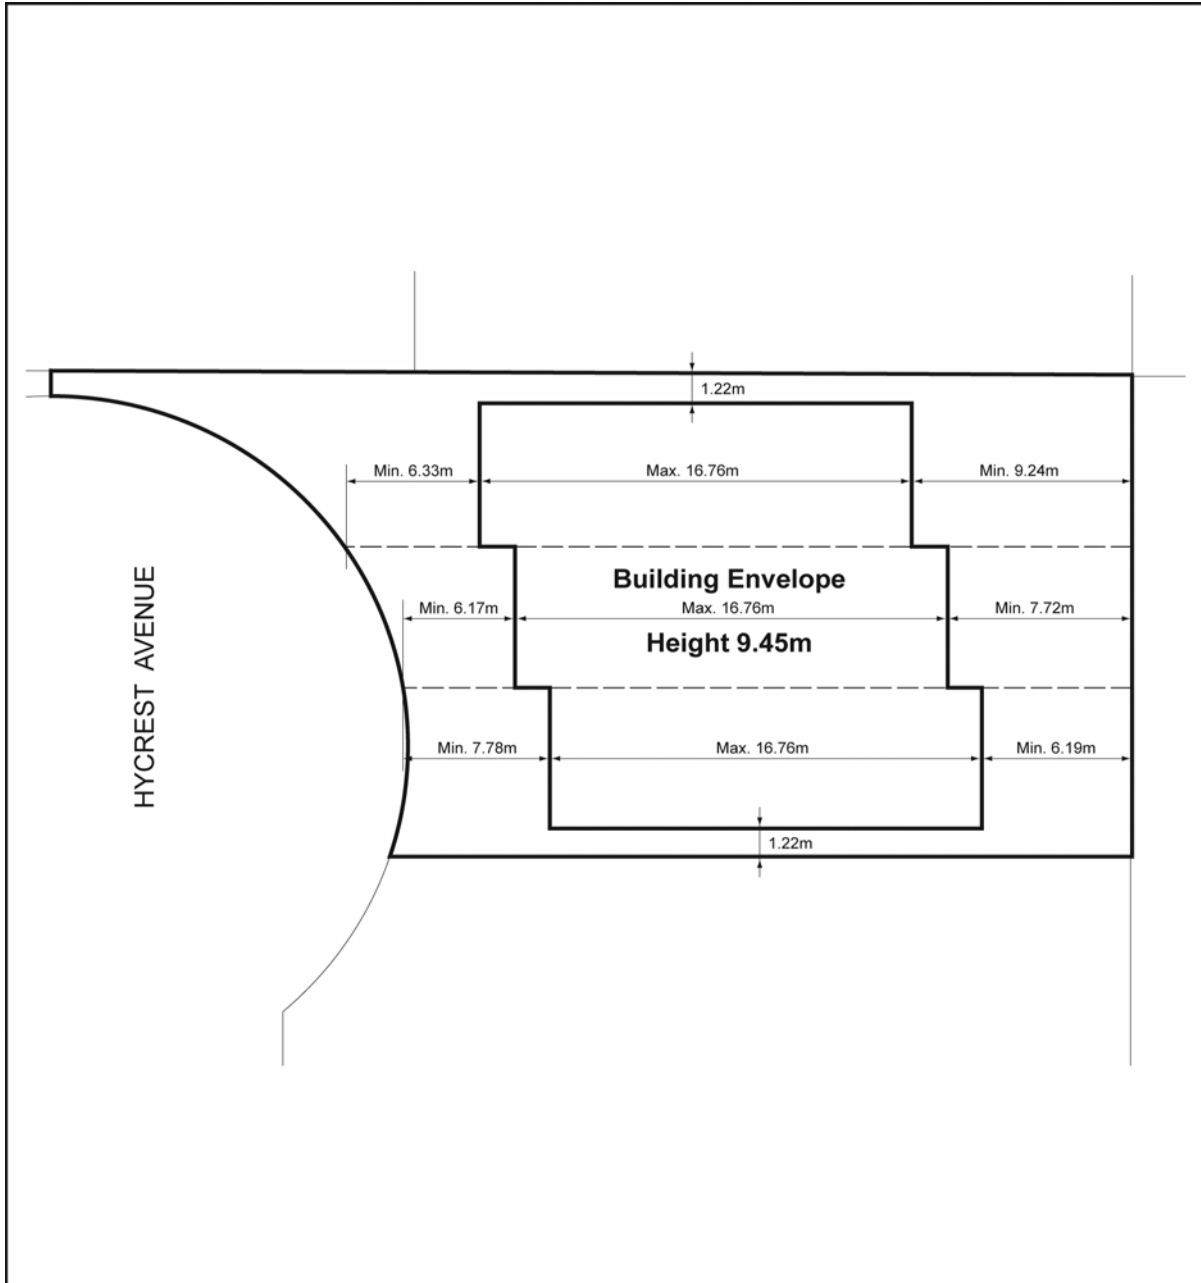 1.22m
Min. 6.33m
Max. 16.76m
Min. 9.24m
Building Envelope
Min. 6.17m
Max. 16.76m
Min. 7.72m
Height 9.45m
HYCREST AVENUE
Min. 7.78m
Max. 16.76m
Min. 6.19m
1.22m